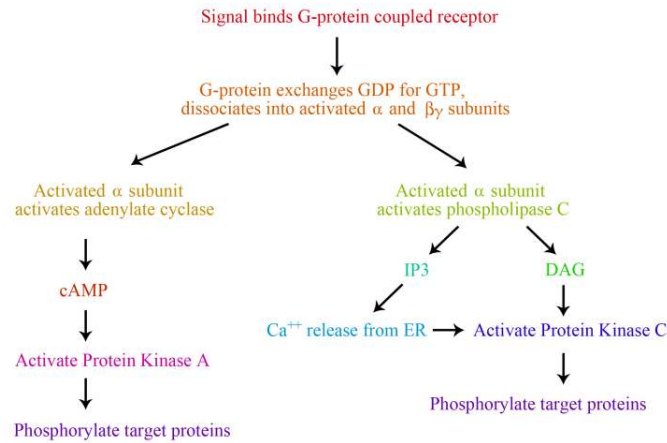 Signal binds G-protein coupled receptor
G-protein exchanges GDP for GTP,
dissociates into activated α and βγ subunits
Activated α subunit
activates adenylate cyclase
Activated α subunit
activates phospholipase C
cAMP
IP3
DAG
Ca++ release from ER
Activate Protein Kinase C
Activate Protein Kinase A
Phosphorylate target proteins
Phosphorylate target proteins